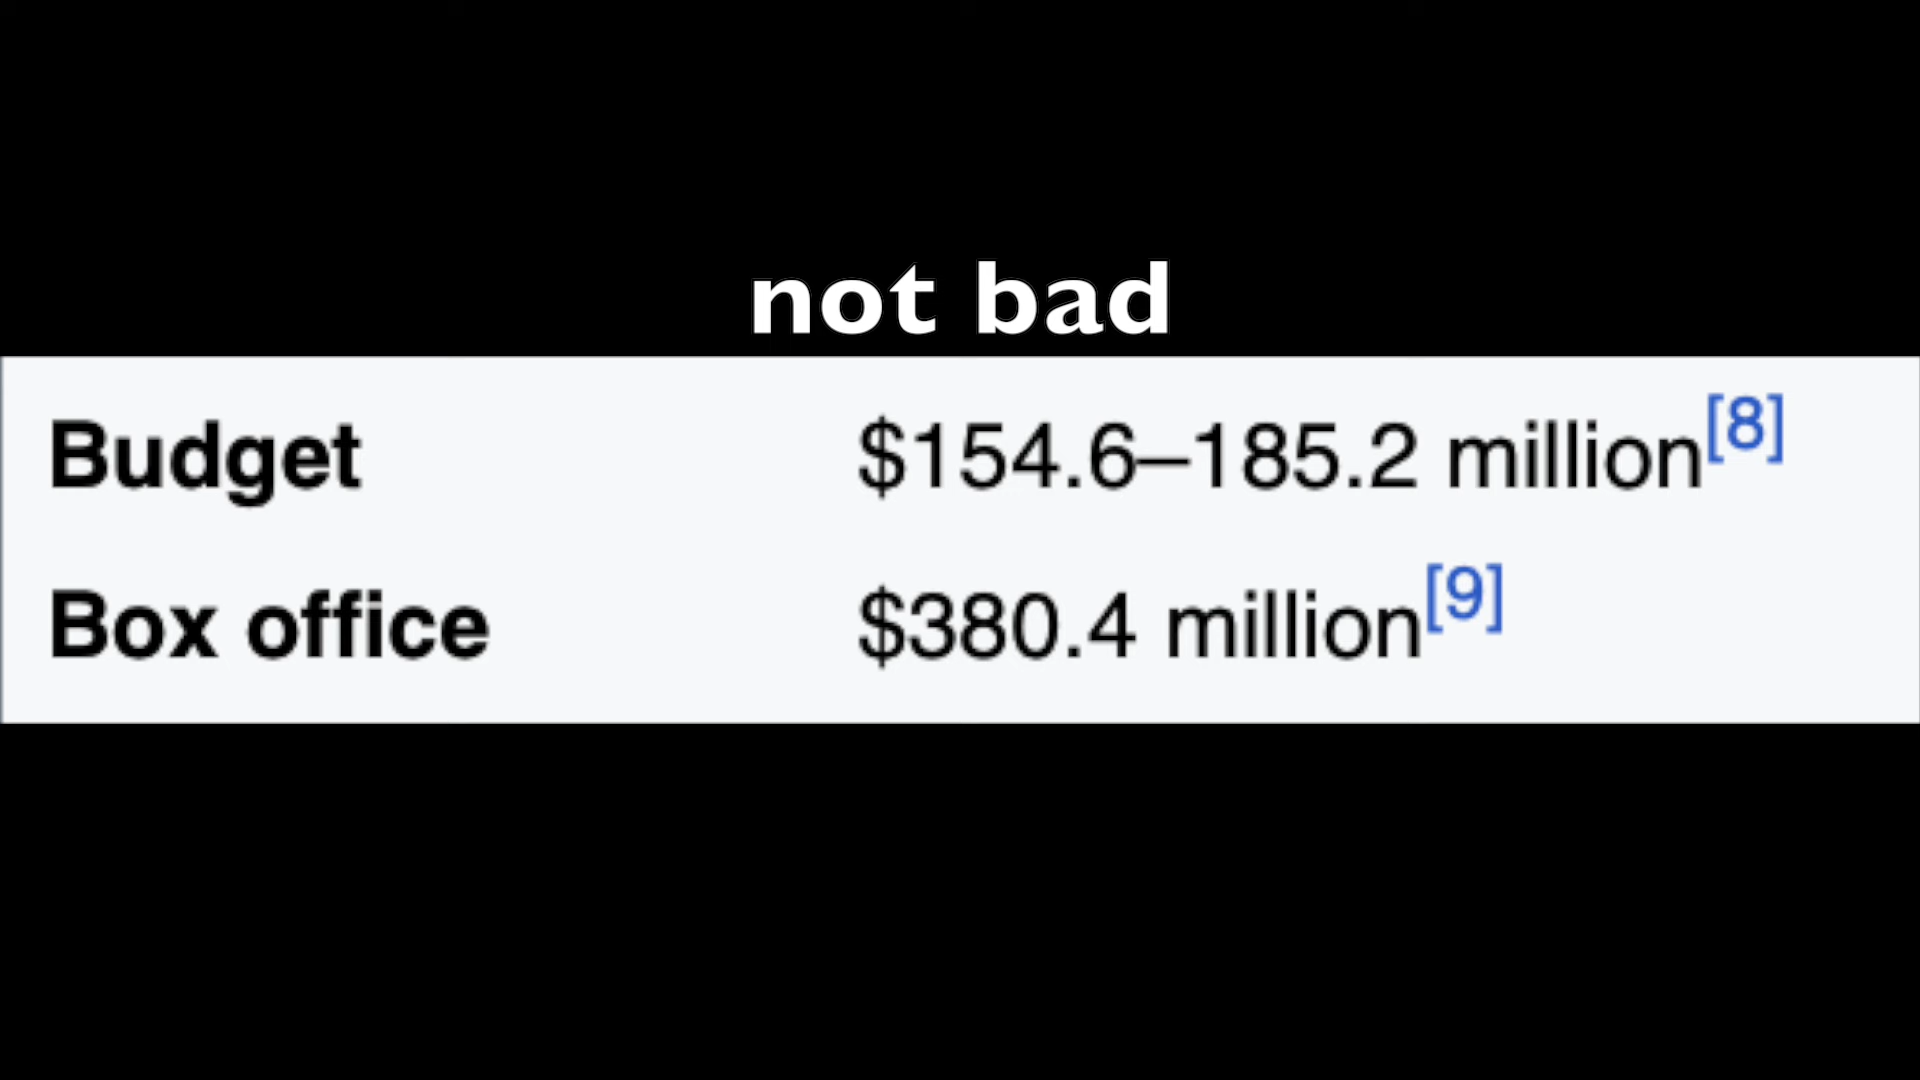 not bad
Budget $154.6–185.2 million[8]
Box office $380.4 million[9]